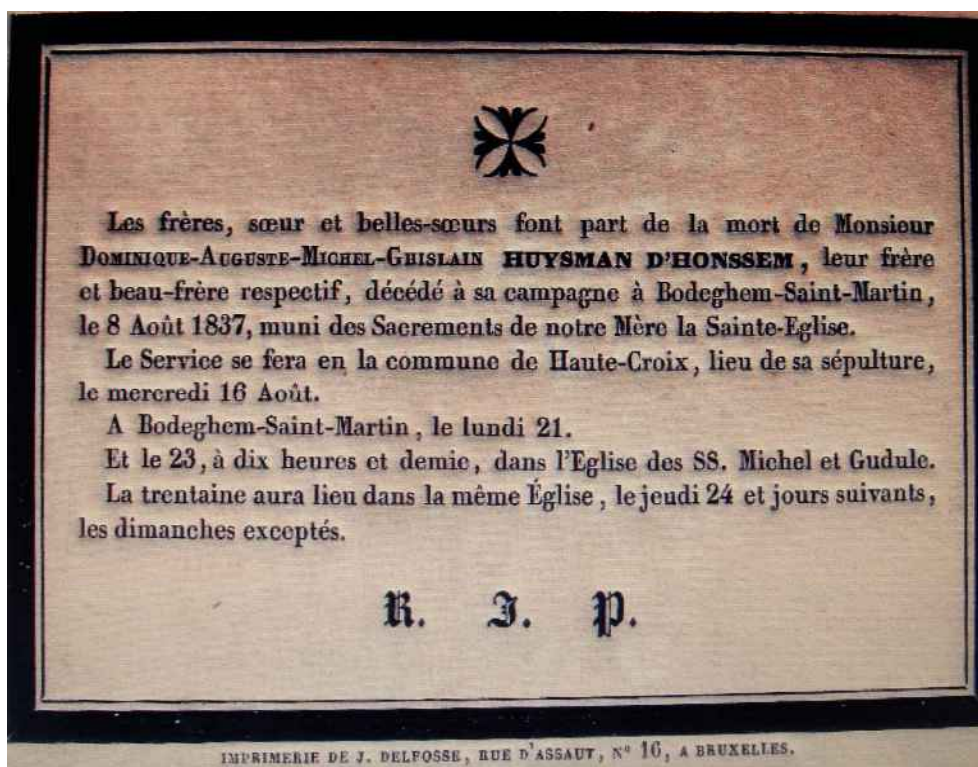 Les frères, sœur et belles-sœurs font part de la mort de Monsieur
DOMINIQUE-AUGUSTE-MICHEL-GHISLAIN HUYSMAN D'HONSSEM, leur frère
et beau-frère respectif, décédé à sa campagne à Bodeghem-Saint-Martin,
le 8 Août 1837, muni des Sacrements de notre Mère la Sainte-Eglise.
Le Service se fera en la commune de Haute-Croix, lieu de sa sépulture,
le mercredi 16 Août.
A Bodeghem-Saint-Martin, le lundi 21.
Et le 23, à dix heures et demie, dans l'Eglise des SS. Michel et Gudule.
La trentaine aura lieu dans la même Église, le jeudi 24 et jours suivants,
les dimanches exceptés.
R. I. P.
IMPRIMERIE DE J. DELFOSSE, RUE D'ASSAUT, Nº 16, A BRUXELLES.